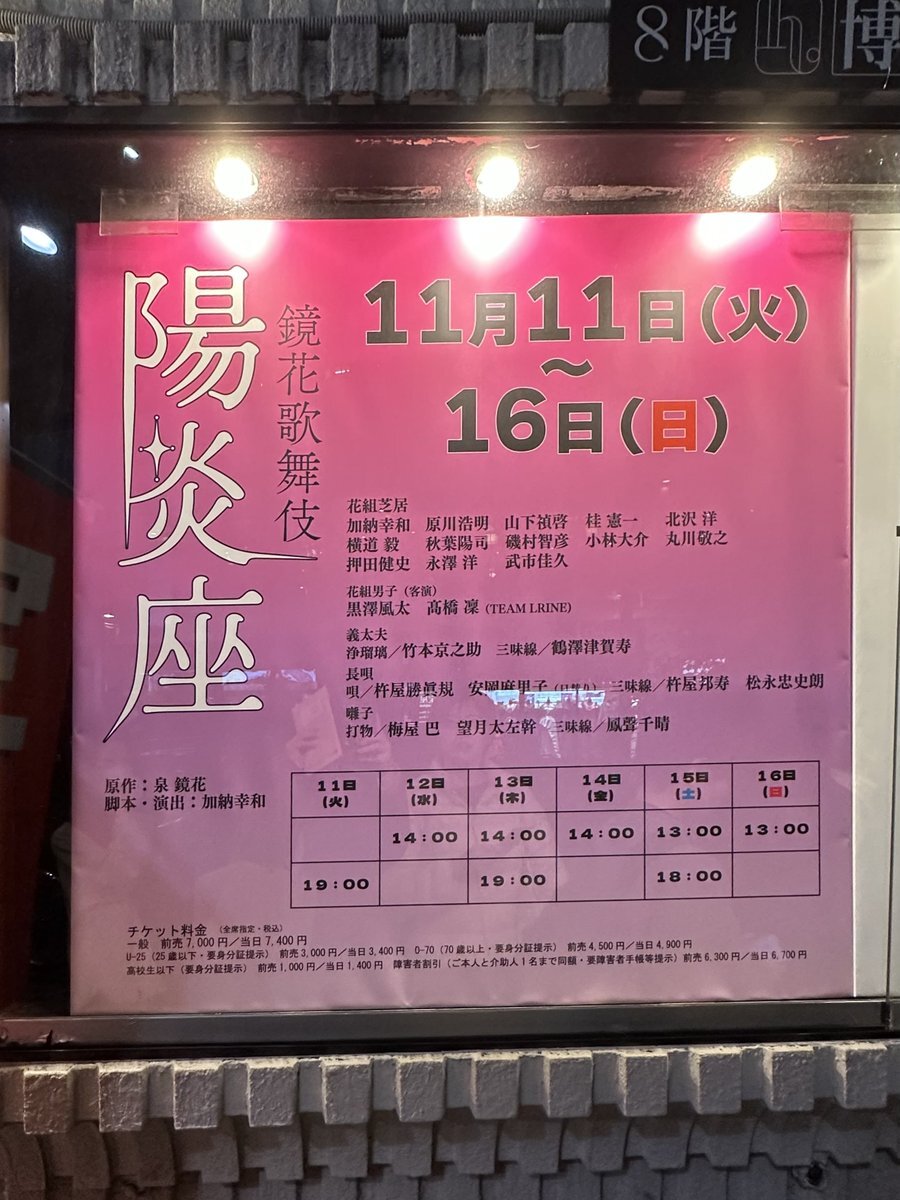 8階
博
陽炎座
鏡花歌舞伎
11月11日(火)
〜
16日(日)
花組芝居
加納幸和 原川浩明 山下禎啓 桂 憲一 北沢 洋
横道 毅 秋葉陽司 磯村智彦 小林大介 丸川敬之
押田健史 永澤 洋 武市佳久
花組男子(客演)
黒澤風太 髙橋 凜(TEAM LRINE)
義太夫
浄瑠璃／竹本京之助 三味線／鶴澤津賀寿
長唄
唄／杵屋勝眞規 安岡麻里子(日替り) 三味線／杵屋邦寿 松永忠史朗
囃子
打物／梅屋 巴 望月太左幹 三味線／鳳聲千晴
原作：泉 鏡花
脚本・演出：加納幸和
11日 12日 13日 14日 15日 16日
(火) (水) (木) (金) (土) (日)
14：00 14：00 14：00 13：00 13：00
19：00 19：00 18：00
チケット料金 (全席指定・税込)
一般 前売7,000円／当日7,400円
U-25（25歳以下・要身分証提示） 前売3,000円／当日3,400円 O-70（70歳以上・要身分証提示） 前売4,500円／当日4,900円
高校生以下（要身分証提示） 前売1,000円／当日1,400円 障害者割引（ご本人と介助人1名まで同額・要障害者手帳等提示）前売6,300円／当日6,700円